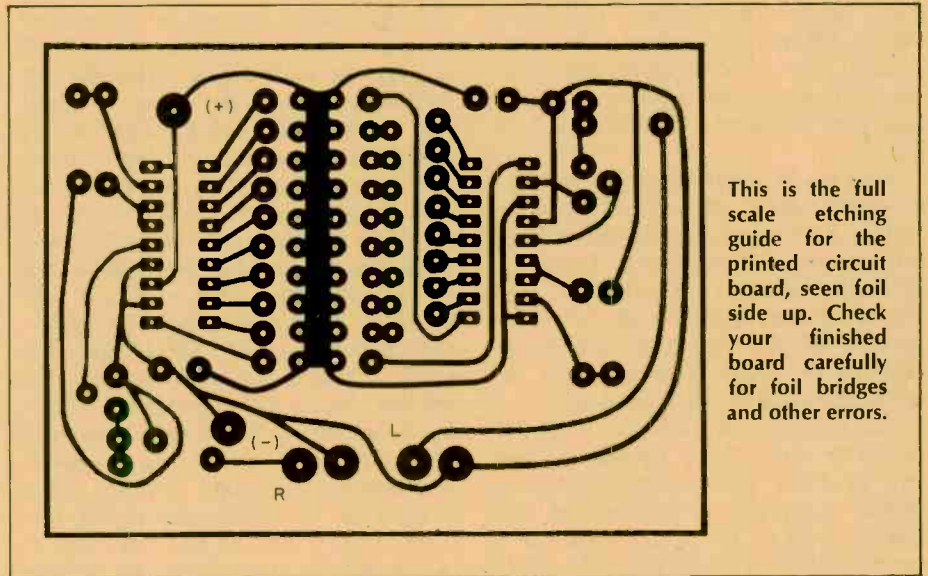 (+)
This is the full
scale etching
guide for the
printed circuit
board, seen foil
side up. Check
your finished
board carefully
for foil bridges
and other errors.
L
(-)
R